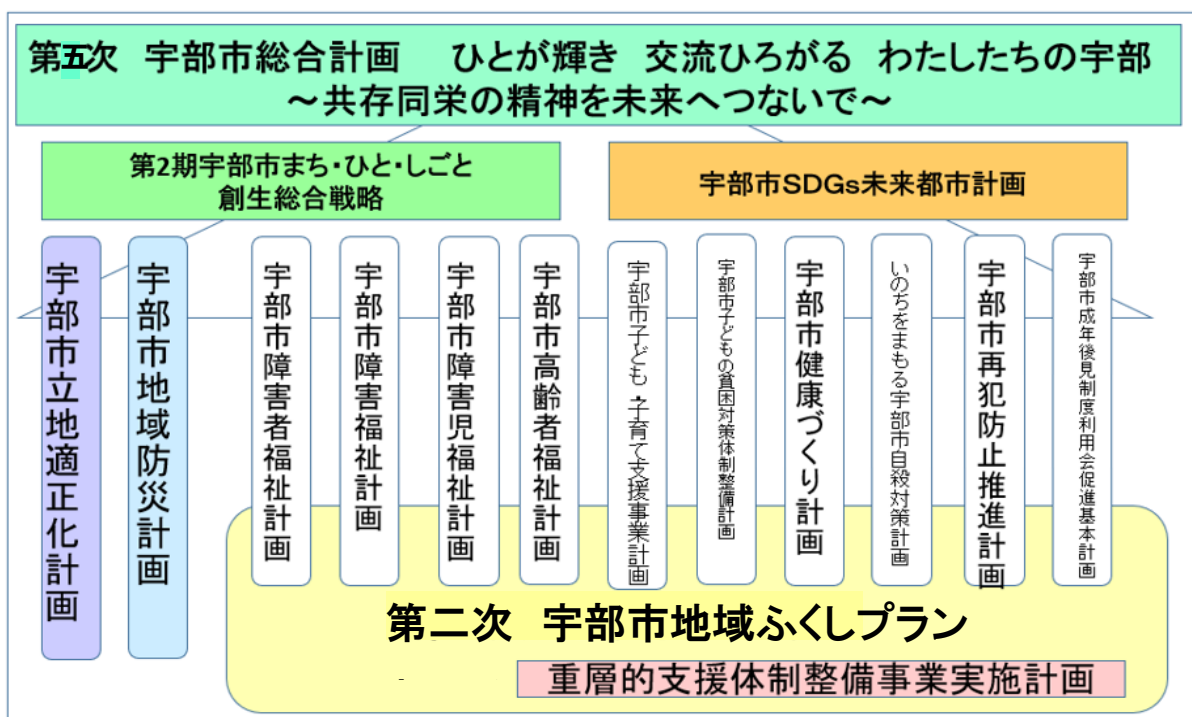 第五次　宇部市総合計画　ひとが輝き　交流ひろがる　わたしたちの宇部
～共存同栄の精神を未来へつないで～
第2期宇部市まち・ひと・しごと
創生総合戦略
宇部市SDGs未来都市計画
宇部市立地適正化計画
宇部市地域防災計画
宇部市障害者福祉計画
宇部市障害福祉計画
宇部市障害児福祉計画
宇部市高齢者福祉計画
宇部市子ども・子育て支援事業計画
宇部市子どもの貧困対策体制整備計画
宇部市健康づくり計画
いのちをまもる宇部市自殺対策計画
宇部市再犯防止推進計画
宇部市成年後見制度利用会促進基本計画
第二次　宇部市地域ふくしプラン
重層的支援体制整備事業実施計画